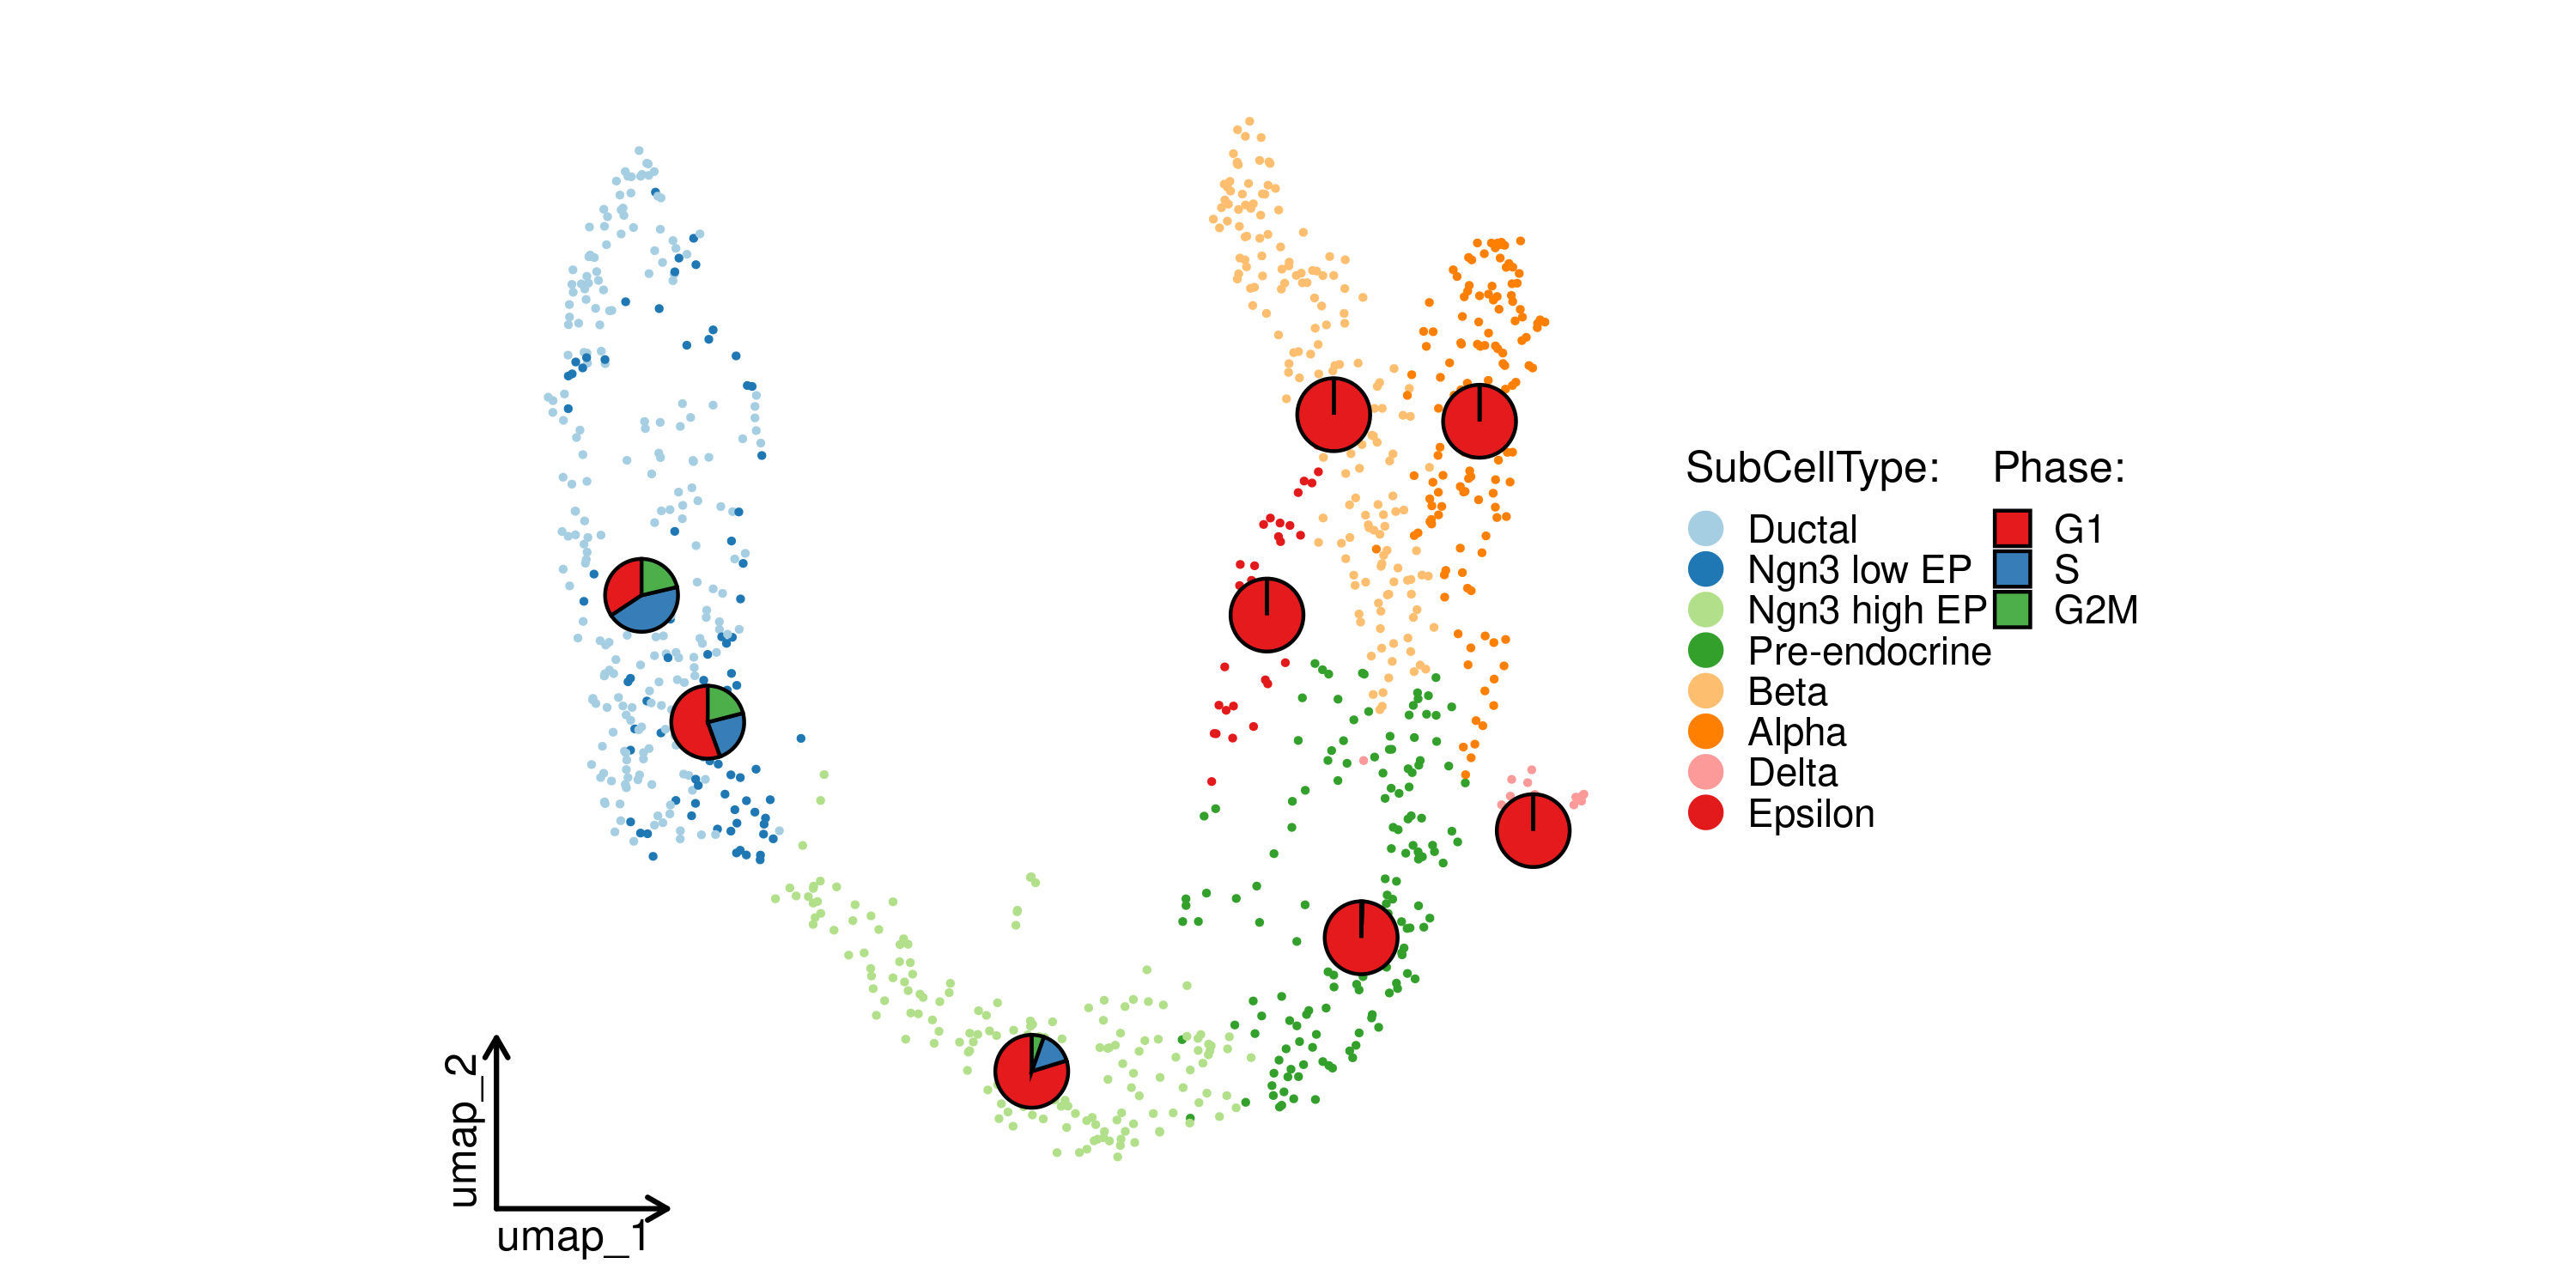 SubCellType:
Ductal
Ngn3 low EP
Ngn3 high EP
Pre-endocrine
Beta
Alpha
Delta
Epsilon
Phase:
G1
S
G2M
umap_2
umap_1